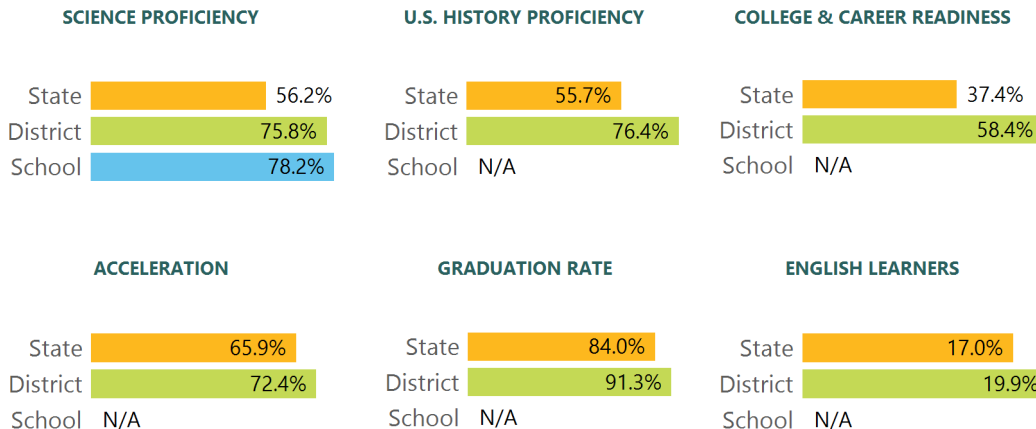 SCIENCE PROFICIENCY
State 56.2%
District 75.8%
School 78.2%
U.S. HISTORY PROFICIENCY
State 55.7%
District 76.4%
School N/A
COLLEGE & CAREER READINESS
State 37.4%
District 58.4%
School N/A
ACCELERATION
State 65.9%
District 72.4%
School N/A
GRADUATION RATE
State 84.0%
District 91.3%
School N/A
ENGLISH LEARNERS
State 17.0%
District 19.9%
School N/A